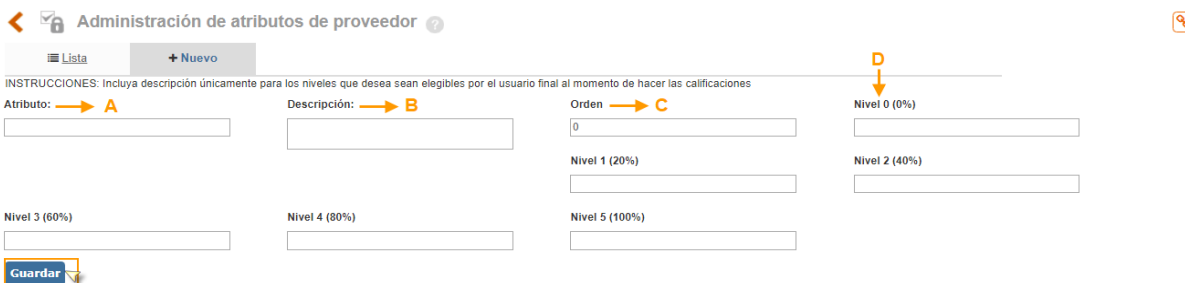 Administración de atributos de proveedor ?
Lista + Nuevo
D
INSTRUCCIONES: Incluya descripción únicamente para los niveles que desea sean elegibles por el usuario final al momento de hacer las calificaciones
Atributo: A Descripción: B Orden C Nivel 0 (0%)
0
Nivel 1 (20%) Nivel 2 (40%)
Nivel 3 (60%) Nivel 4 (80%) Nivel 5 (100%)
Guardar